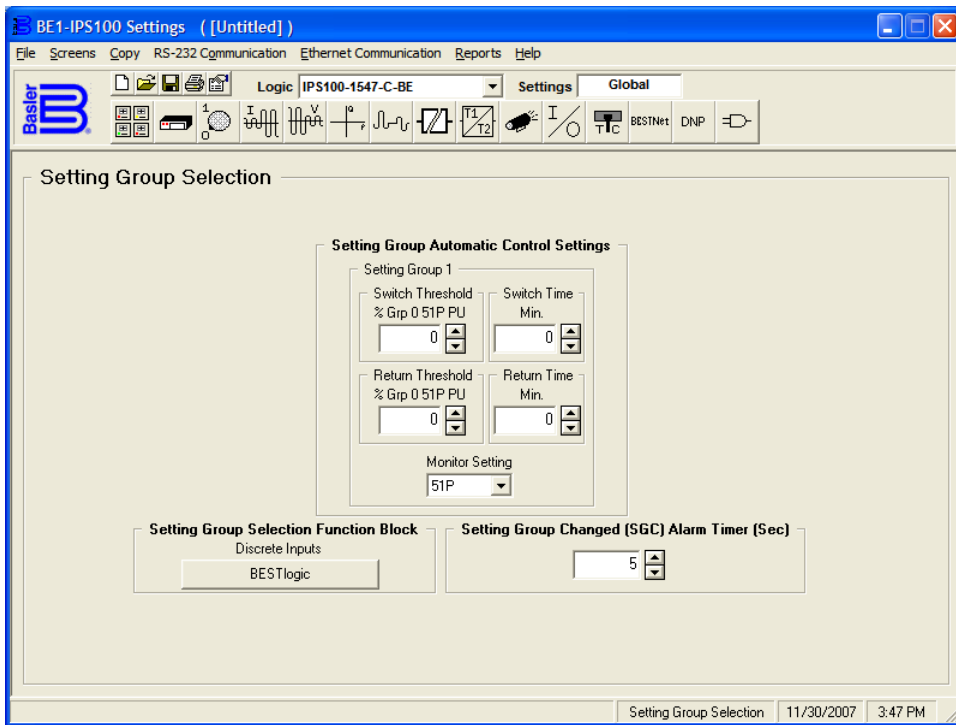 BE1-IPS100 Settings ( [Untitled] )
File Screens Copy RS-232 Communication Ethernet Communication Reports Help
Basler
Logic IPS100-1547-C-BE Settings Global
1 0 I V T1 T2 I O T C BESTNet DNP
Setting Group Selection
Setting Group Automatic Control Settings
Setting Group 1
Switch Threshold Switch Time
% Grp 0 51P PU Min.
0 0
Return Threshold Return Time
% Grp 0 51P PU Min.
0 0
Monitor Setting
51P
Setting Group Selection Function Block Setting Group Changed (SGC) Alarm Timer (Sec)
Discrete Inputs
BESTlogic 5
Setting Group Selection 11/30/2007 3:47 PM